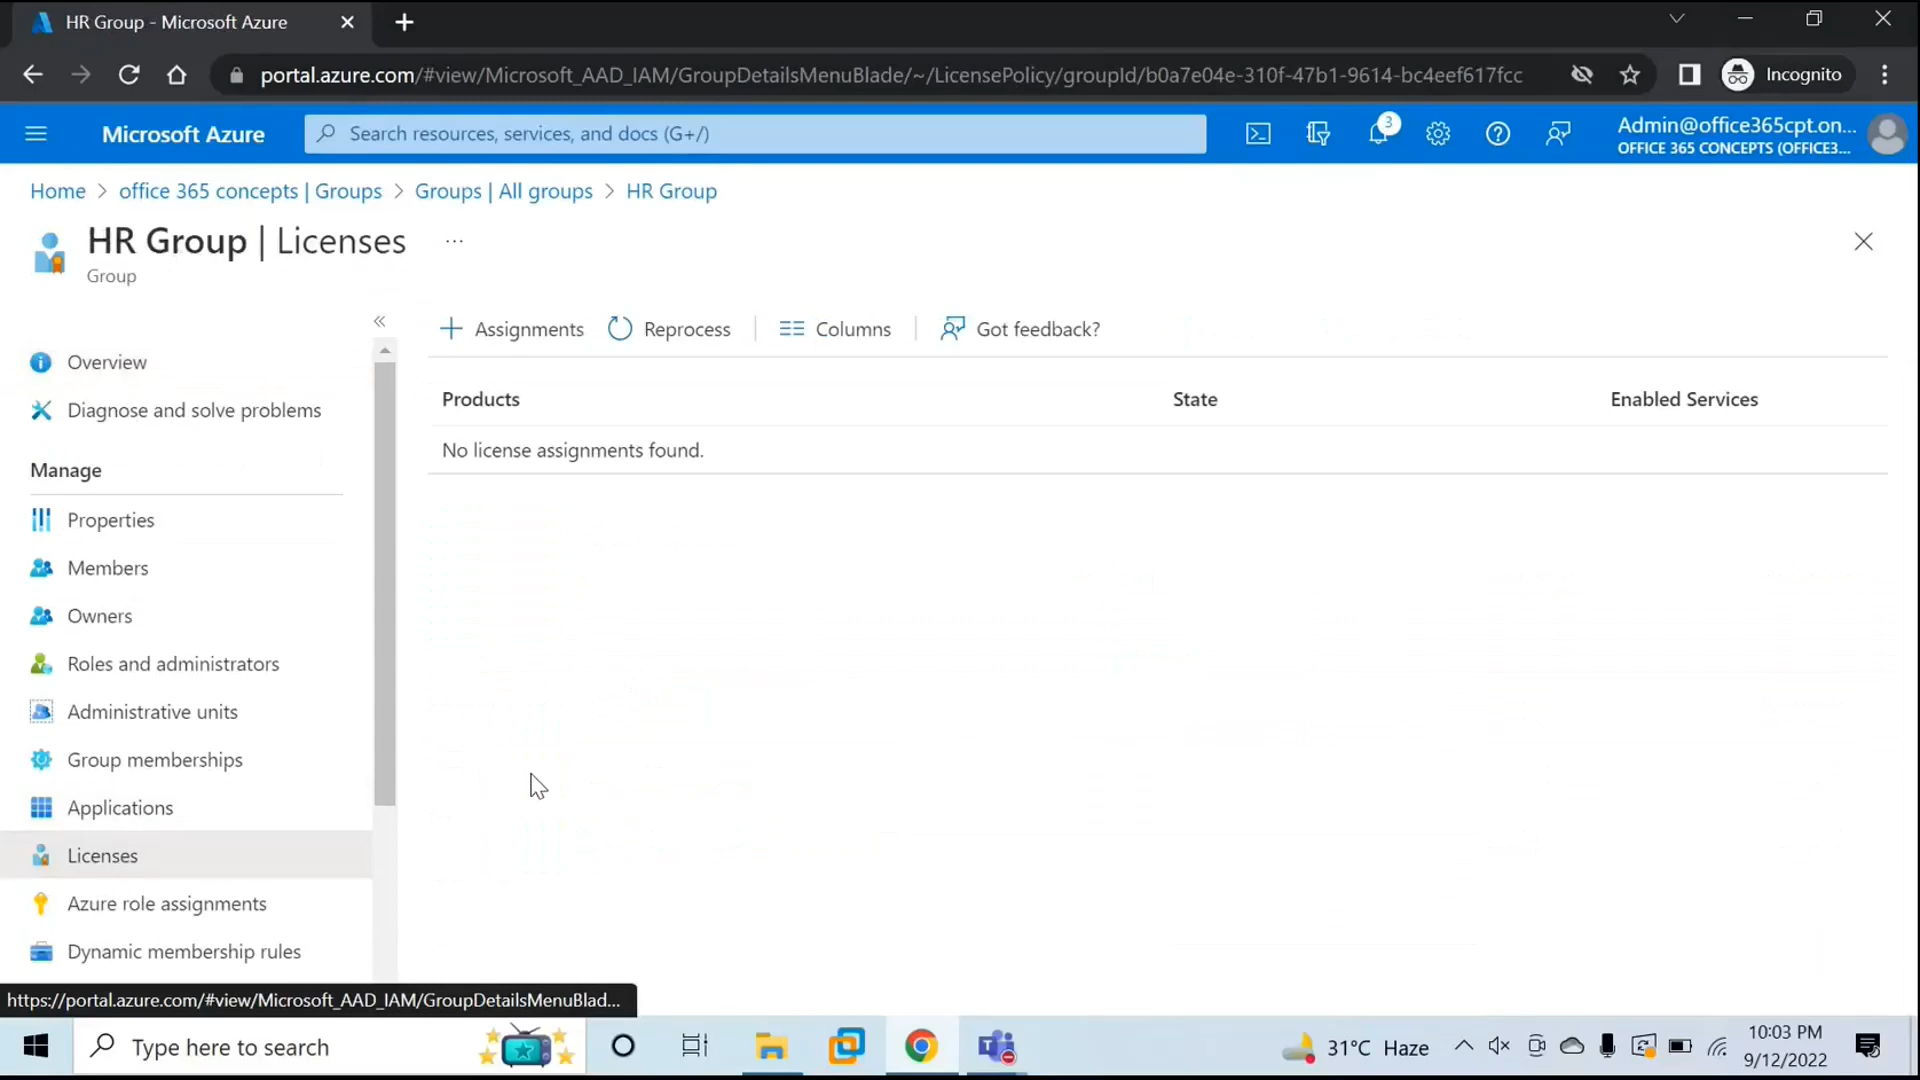 HR Group - Microsoft Azure
portal.azure.com/#view/Microsoft_AAD_IAM/GroupDetailsMenuBlade/~/LicensePolicy/groupId/b0a7e04e-310f-47b1-9614-bc4eef617fcc
Incognito
Microsoft Azure
Search resources, services, and docs (G+/)
3
Admin@office365cpt.on...
OFFICE 365 CONCEPTS (OFFICE3...
Home > office 365 concepts | Groups > Groups | All groups > HR Group
HR Group | Licenses ...
Group
«
Assignments
Reprocess
Columns
Got feedback?
Overview
Diagnose and solve problems
Manage
Properties
Members
Owners
Roles and administrators
Administrative units
Group memberships
Applications
Licenses
Azure role assignments
Dynamic membership rules
Products State Enabled Services
No license assignments found.
https://portal.azure.com/#view/Microsoft_AAD_IAM/GroupDetailsMenuBlad...
Type here to search
31°C Haze
10:03 PM
9/12/2022